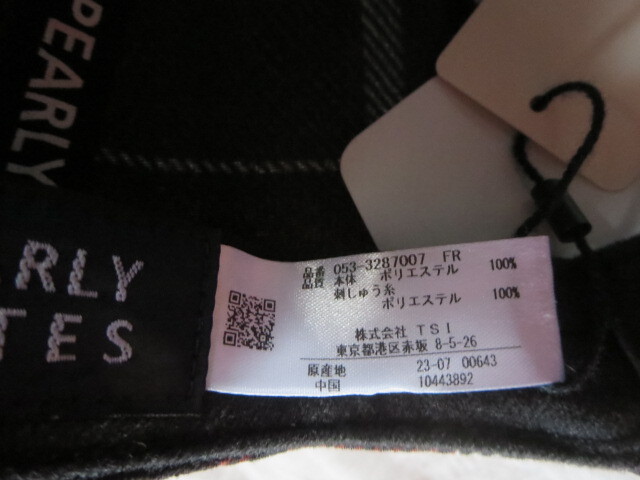 PEARLY
ARLY
TES
品番 053-3287007 FR
品質 本体 ポリエステル 100%
刺しゅう糸
ポリエステル 100%
株式会社 TSI
東京都港区赤坂 8-5-26
原産地 23-07 00643
中国 10443892